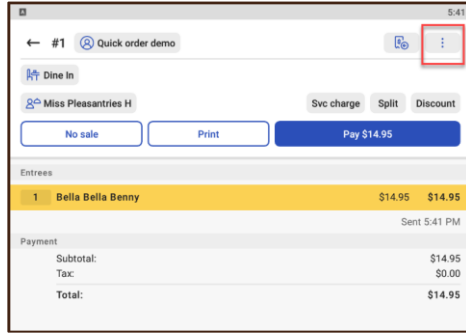 5:41
#1 Quick order demo
Dine In
Miss Pleasantries H Svc charge Split Discount
No sale Print Pay $14.95
Entrees
1 Bella Bella Benny $14.95 $14.95
Sent 5:41 PM
Payment
Subtotal: $14.95
Tax: $0.00
Total: $14.95